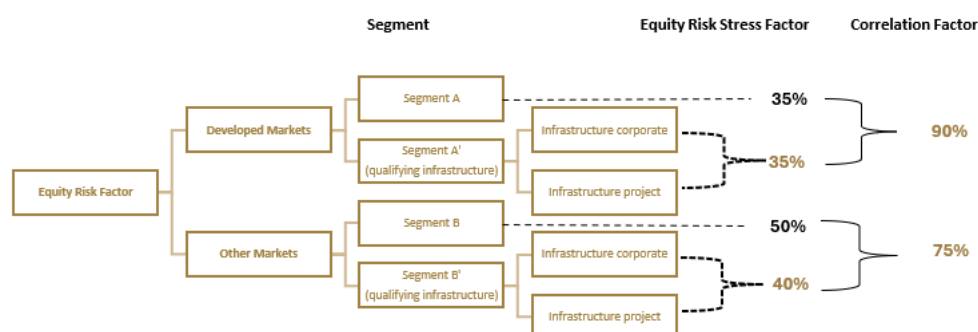 Segment
Equity Risk Stress Factor
Correlation Factor
Segment A
35%
Developed Markets
Infrastructure corporate
90%
Segment A'
(qualifying infrastructure)
35%
Infrastructure project
Equity Risk Factor
Segment B
50%
Other Markets
Infrastructure corporate
75%
Segment B'
(qualifying infrastructure)
40%
Infrastructure project